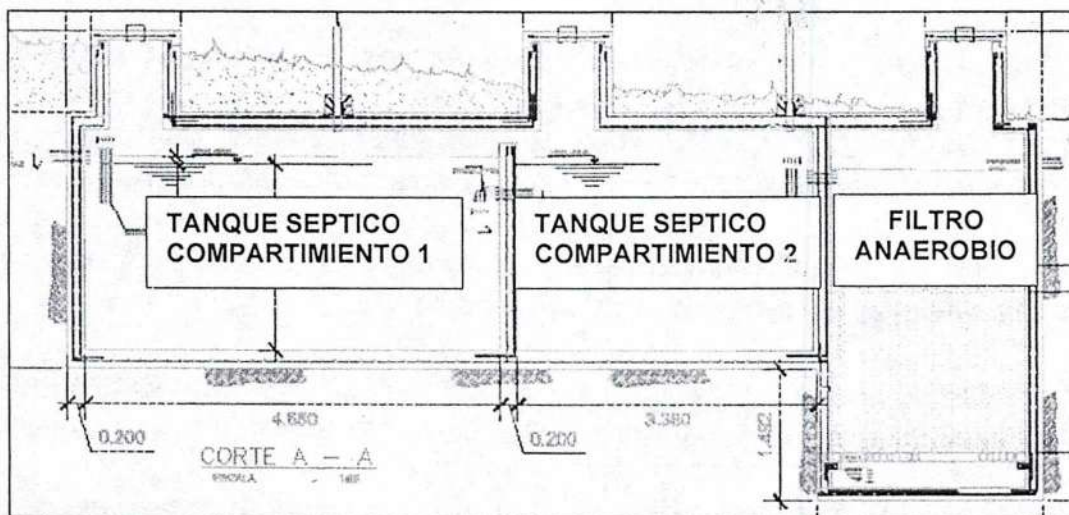 TANQUE SEPTICO
COMPARTIMIENTO 1
TANQUE SEPTICO
COMPARTIMIENTO 2
FILTRO
ANAEROBIO
4.680
3.380
0.200
0.200
1.492
CORTE A - A